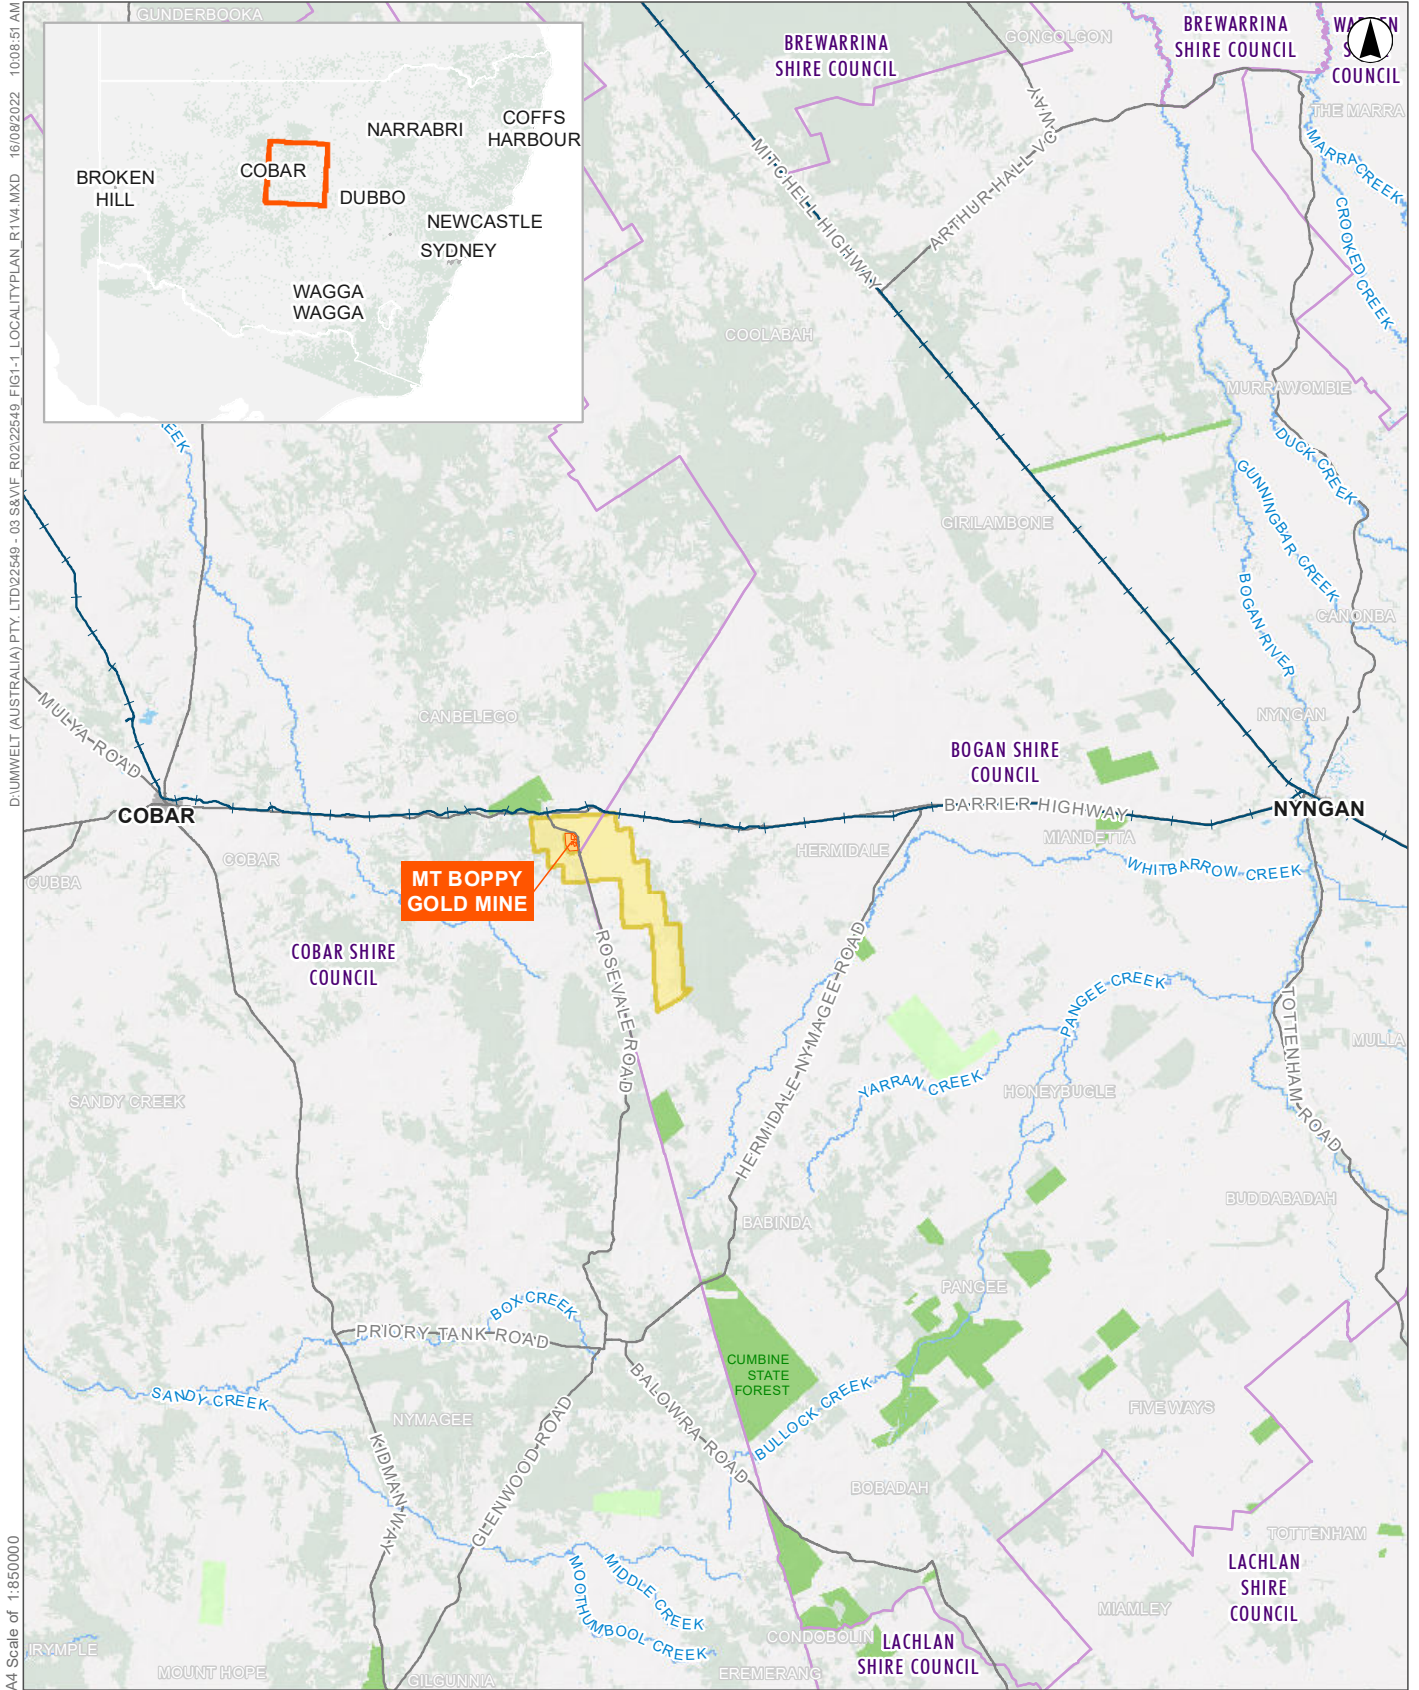 D:\UMWELT (AUSTRALIA) PTY. LTD\22549 - 03 S&V\F_R02\22549_FIG1-1_LOCALITYPLAN_R1V4.MXD 16/08/2022 10:08:51 AM
A4 Scale of 1:850000
GUNDERBOOKA
BROKEN
HILL
COBAR
NARRABRI
COFFS
HARBOUR
DUBBO
NEWCASTLE
SYDNEY
WAGGA
WAGGA
BREWARRINA
SHIRE COUNCIL
GONGOLGON
BREWARRINA
SHIRE COUNCIL
COUNCIL
THE MARRA
MARRA CREEK
CROOKED CREEK
MITCHELL HIGHWAY
ARTHUR HALL V C WAY
COOLABAH
MURRAWOMBIE
DUCK CREEK
GUNNINGBAR CREEK
GIRILAMBONE
BOGAN RIVER
CANONBA
MULYA ROAD
CANBELEGO
NYNGAN
BOGAN SHIRE
COUNCIL
COBAR
BARRIER HIGHWAY
NYNGAN
MIANDETTA
HERMIDALE
WHITBARROW CREEK
COBAR
CUBBA
MT BOPPY
GOLD MINE
COBAR SHIRE
COUNCIL
ROSEVALE ROAD
HERMIDALE-NYMAGEE ROAD
PANGEE CREEK
TOTTENHAM ROAD
MULLA
YARRAN CREEK
HONEYBUGLE
SANDY CREEK
BUDDABADAH
BABINDA
PANGEE
BOX CREEK
PRIORY TANK ROAD
CUMBINE
STATE
FOREST
SANDY CREEK
NYMAGEE
BALOWRA ROAD
BULLOCK CREEK
FIVE WAYS
KIDMAN WAY
GLENWOOD ROAD
BOBADAH
TOTTENHAM
MIDDLE CREEK
MOOTHUMBOOL CREEK
LACHLAN
SHIRE
COUNCIL
MIAMLEY
IRYMPLE
MOUNT HOPE
GILGUNNIA
CONDOBOLIN
EREMERANG
LACHLAN
SHIRE COUNCIL